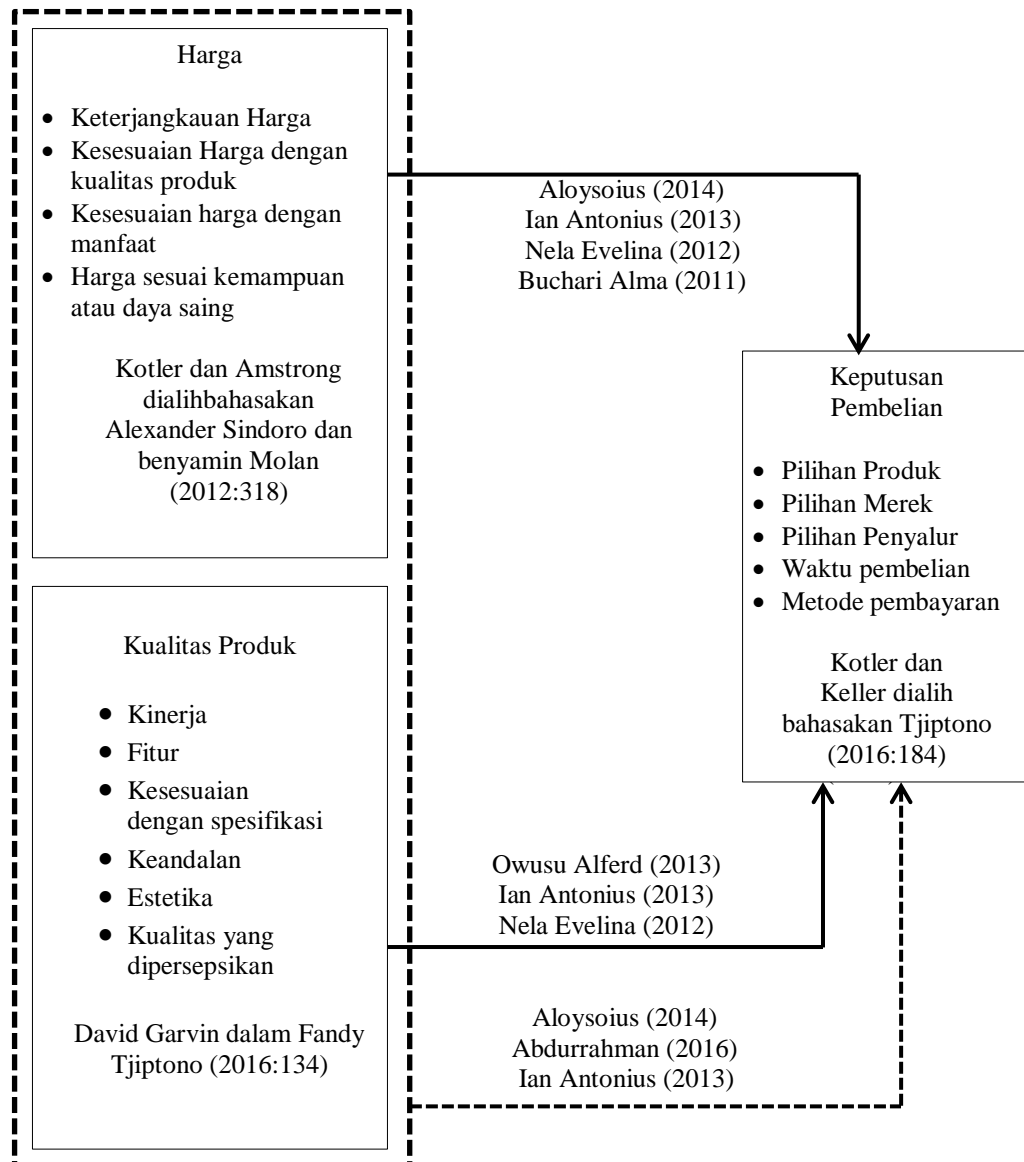 Harga
• Keterjangkauan Harga
• Kesesuaian Harga dengan
kualitas produk
• Kesesuaian harga dengan
manfaat
• Harga sesuai kemampuan
atau daya saing
Kotler dan Amstrong
dialihbahasakan
Alexander Sindoro dan
benyamin Molan
(2012:318)
Aloysoius (2014)
Ian Antonius (2013)
Nela Evelina (2012)
Buchari Alma (2011)
Keputusan
Pembelian
• Pilihan Produk
• Pilihan Merek
• Pilihan Penyalur
• Waktu pembelian
• Metode pembayaran
Kotler dan
Keller dialih
bahasakan Tjiptono
(2016:184)
Kualitas Produk
• Kinerja
• Fitur
• Kesesuaian
dengan spesifikasi
• Keandalan
• Estetika
• Kualitas yang
dipersepsikan
David Garvin dalam Fandy
Tjiptono (2016:134)
Owusu Alferd (2013)
Ian Antonius (2013)
Nela Evelina (2012)
Aloysoius (2014)
Abdurrahman (2016)
Ian Antonius (2013)